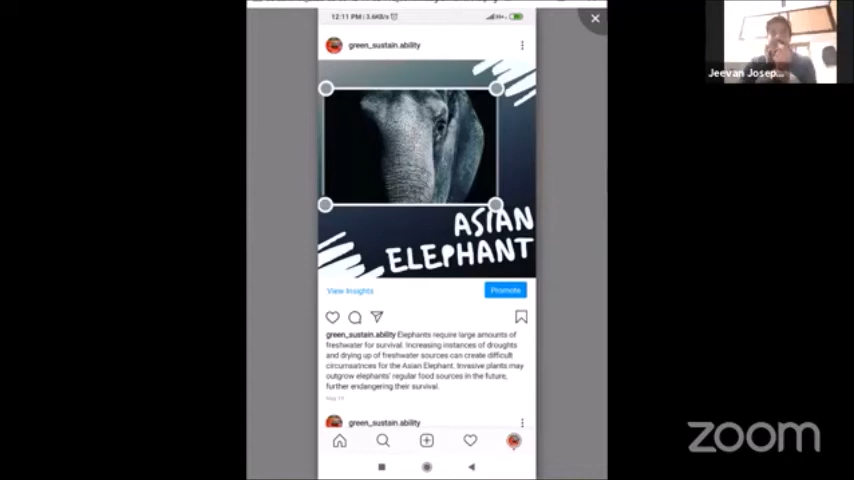 12:11 PM | 3.6KB/s
green_sustain.ability
Jeevan Josep...
ASIAN
ELEPHANT
View Insights
Promote
green_sustain.ability Elephants require large amounts of
freshwater for survival. Increasing instances of droughts
and drying up of freshwater sources can create difficult
circumsatnces for the Asian Elephant. Invasive plants may
outgrow elephants' regular food sources in the future,
further endangering their survival.
green_sustain.ability
zoom